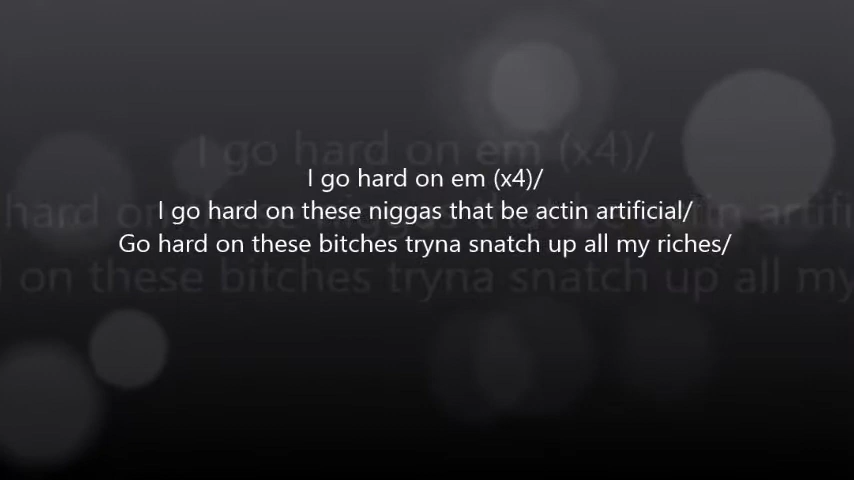 I go hard on em (x4)/
I go hard on these niggas that be actin artificial/
Go hard on these bitches tryna snatch up all my riches/